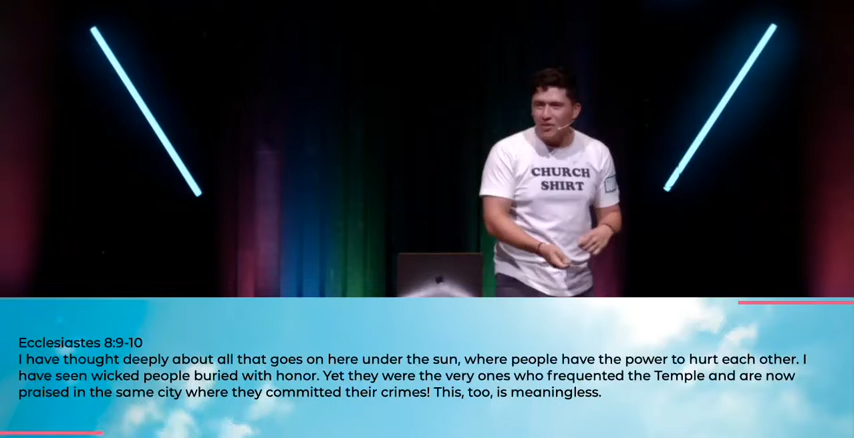 CHURCH
SHIRT
Ecclesiastes 8:9-10
I have thought deeply about all that goes on here under the sun, where people have the power to hurt each other. I
have seen wicked people buried with honor. Yet they were the very ones who frequented the Temple and are now
praised in the same city where they committed their crimes! This, too, is meaningless.